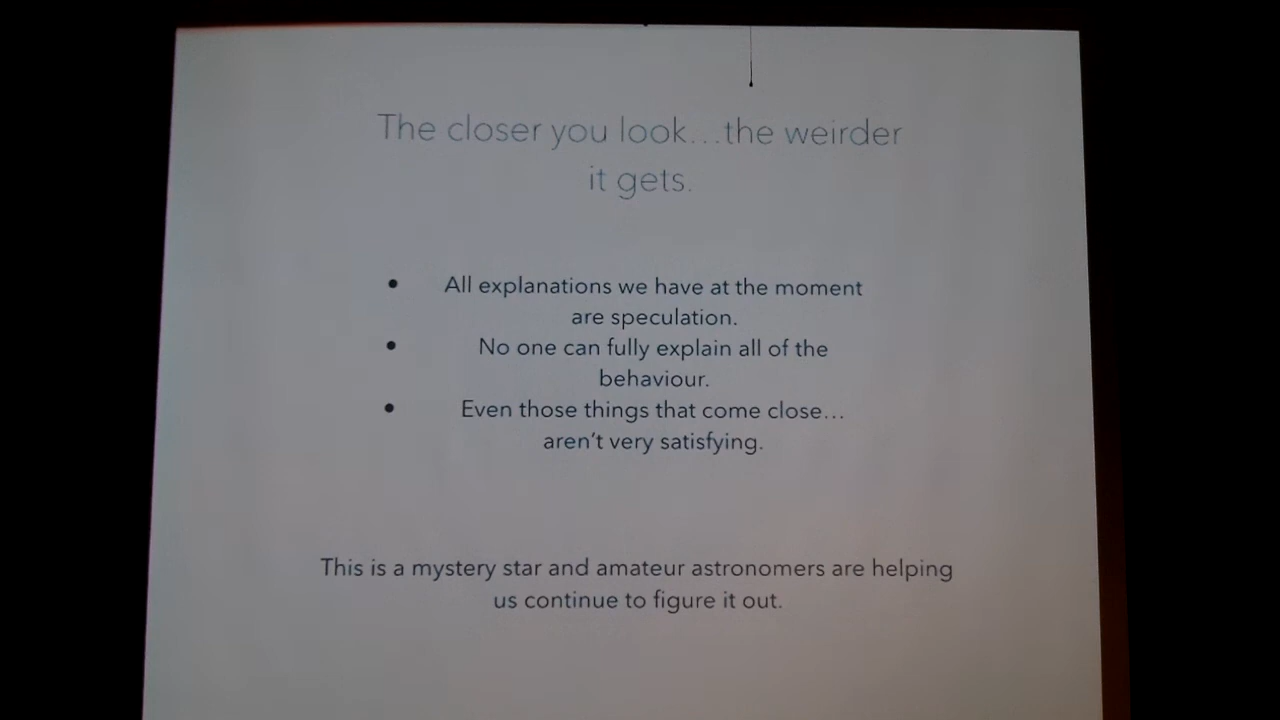 The closer you look...the weirder
it gets.
• All explanations we have at the moment
are speculation.
• No one can fully explain all of the
behaviour.
• Even those things that come close...
aren't very satisfying.
This is a mystery star and amateur astronomers are helping
us continue to figure it out.